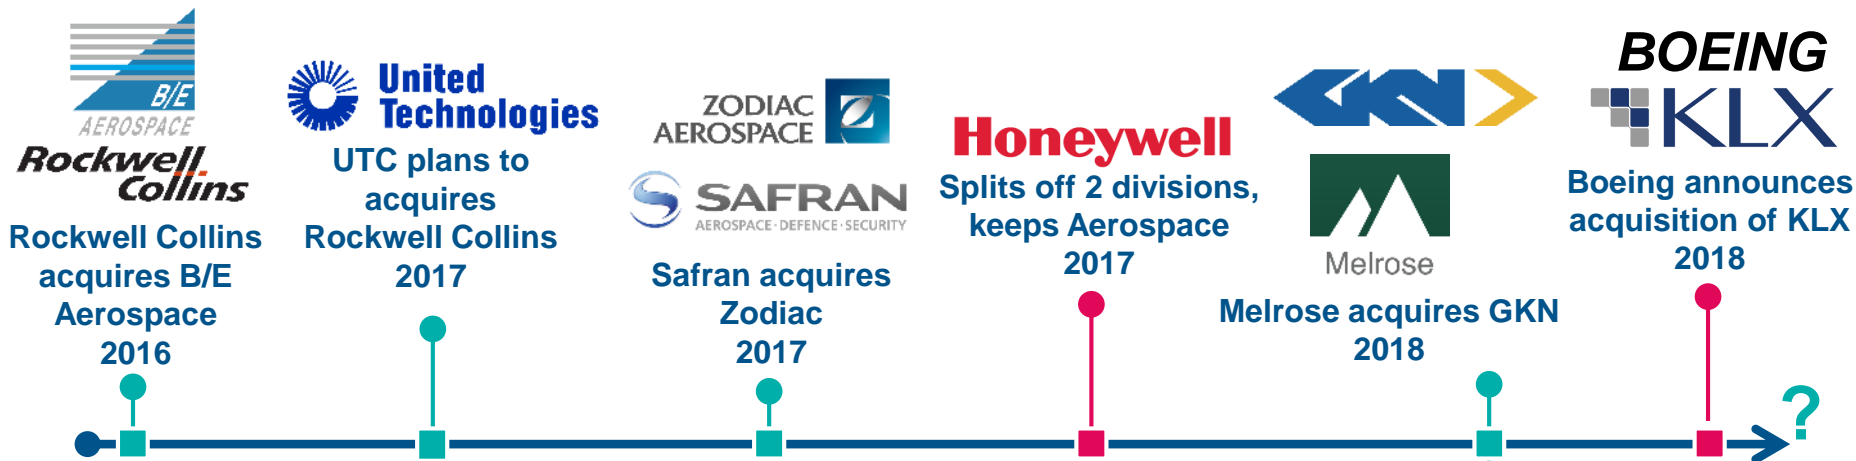 B/E
AEROSPACE
Rockwell
Collins
Rockwell Collins
acquires B/E
Aerospace
2016
United
Technologies
UTC plans to
acquires
Rockwell Collins
2017
ZODIAC
AEROSPACE
SAFRAN
AEROSPACE · DEFENCE · SECURITY
Safran acquires
Zodiac
2017
Honeywell
Splits off 2 divisions,
keeps Aerospace
2017
GKN
Melrose
Melrose acquires GKN
2018
BOEING
KLX
Boeing announces
acquisition of KLX
2018
?